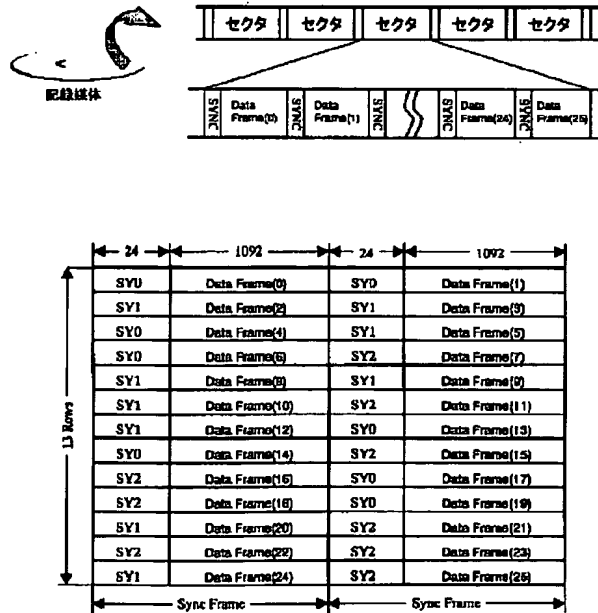 セクタ セクタ セクタ セクタ セクタ
記録媒体
SYNC Data Frame(0) SYNC Data Frame(1) SYNC SYNC Data Frame(24) SYNC Data Frame(25)
24 1092 24 1092
13 Rows
SY0 Data Frame(0) SY0 Data Frame(1)
SY1 Data Frame(2) SY1 Data Frame(3)
SY0 Data Frame(4) SY1 Data Frame(5)
SY0 Data Frame(6) SY2 Data Frame(7)
SY1 Data Frame(8) SY1 Data Frame(9)
SY1 Data Frame(10) SY2 Data Frame(11)
SY1 Data Frame(12) SY0 Data Frame(13)
SY0 Data Frame(14) SY2 Data Frame(15)
SY2 Data Frame(16) SY0 Data Frame(17)
SY2 Data Frame(18) SY0 Data Frame(19)
SY1 Data Frame(20) SY2 Data Frame(21)
SY2 Data Frame(22) SY2 Data Frame(23)
SY1 Data Frame(24) SY2 Data Frame(25)
Sync Frame Sync Frame